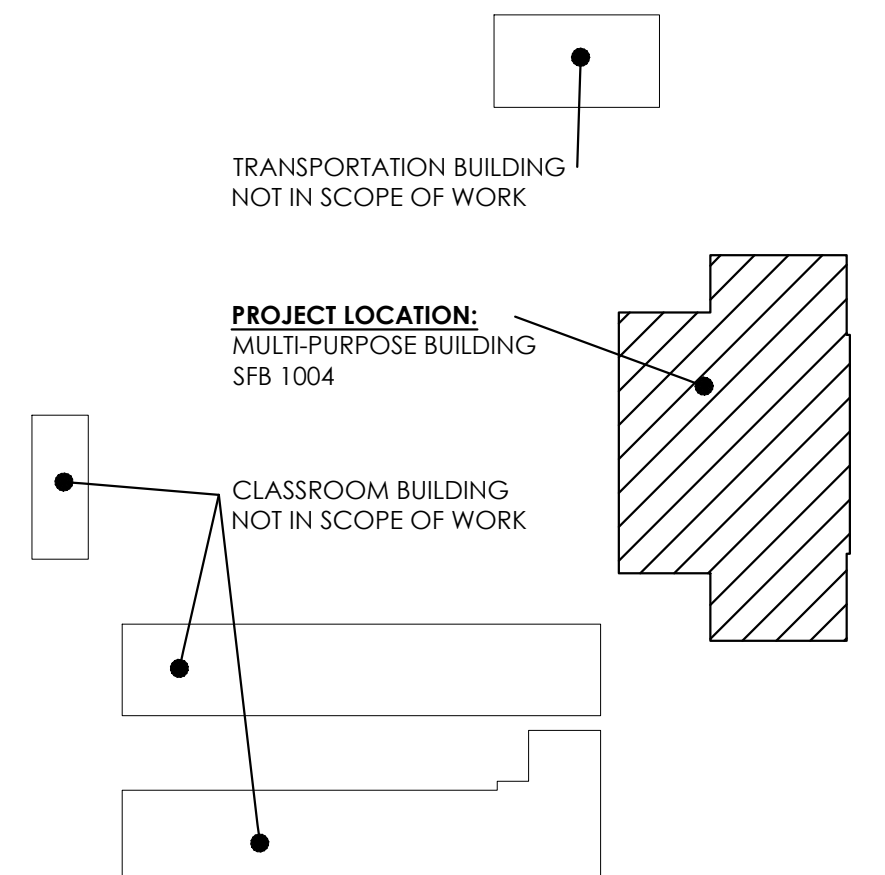 TRANSPORTATION BUILDING
NOT IN SCOPE OF WORK
PROJECT LOCATION:
MULTI-PURPOSE BUILDING
SFB 1004
CLASSROOM BUILDING
NOT IN SCOPE OF WORK